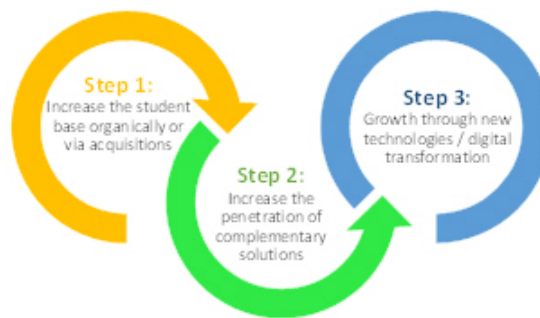 Step 1:
Increase the student
base organically or
via acquisitions
Step 2:
Increase the
penetration of
complementary
solutions
Step 3:
Growth through new
technologies / digital
transformation